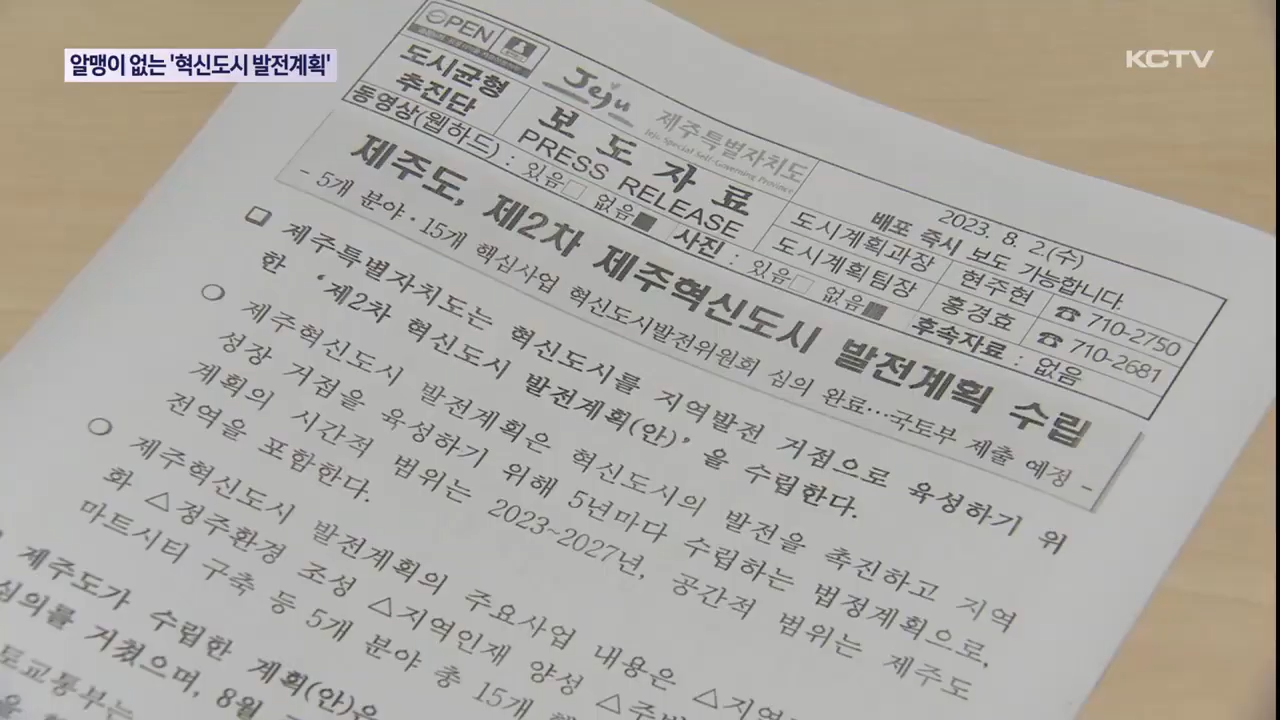 알맹이 없는 '혁신도시 발전계획'
KCTV
OPEN
Jeju 제주특별자치도
Jeju Special Self-Governing Province
도시균형
추진단
보 도 자 료
PRESS RELEASE
2023. 8. 2.(수)
배포 즉시 보도 가능합니다.
도시계획과장 현주현 ☎ 710-2750
도시계획팀장 홍경효 ☎ 710-2681
동영상(웹하드) : 있음□ 없음■ 사진 : 있음□ 없음■ 후속자료 : 없음
제주도, 제2차 제주혁신도시 발전계획 수립
- 5개 분야·15개 핵심사업 혁신도시발전위원회 심의 완료…국토부 제출 예정 -
❑ 제주특별자치도는 혁신도시를 지역발전 거점으로 육성하기 위
한 ‘제2차 혁신도시 발전계획(안)’을 수립한다.
○ 제주혁신도시 발전계획은 혁신도시의 발전을 촉진하고 지역
성장 거점을 육성하기 위해 5년마다 수립하는 법정계획으로,
계획의 시간적 범위는 2023~2027년, 공간적 범위는 제주도
전역을 포함한다.
○ 제주혁신도시 발전계획의 주요사업 내용은 △지역
화 △정주환경 조성 △지역인재 양성 △주변
마트시티 구축 등 5개 분야 총 15개
제주도가 수립한 계획(안)은
심의를 거쳤으며, 8월
토교통부는